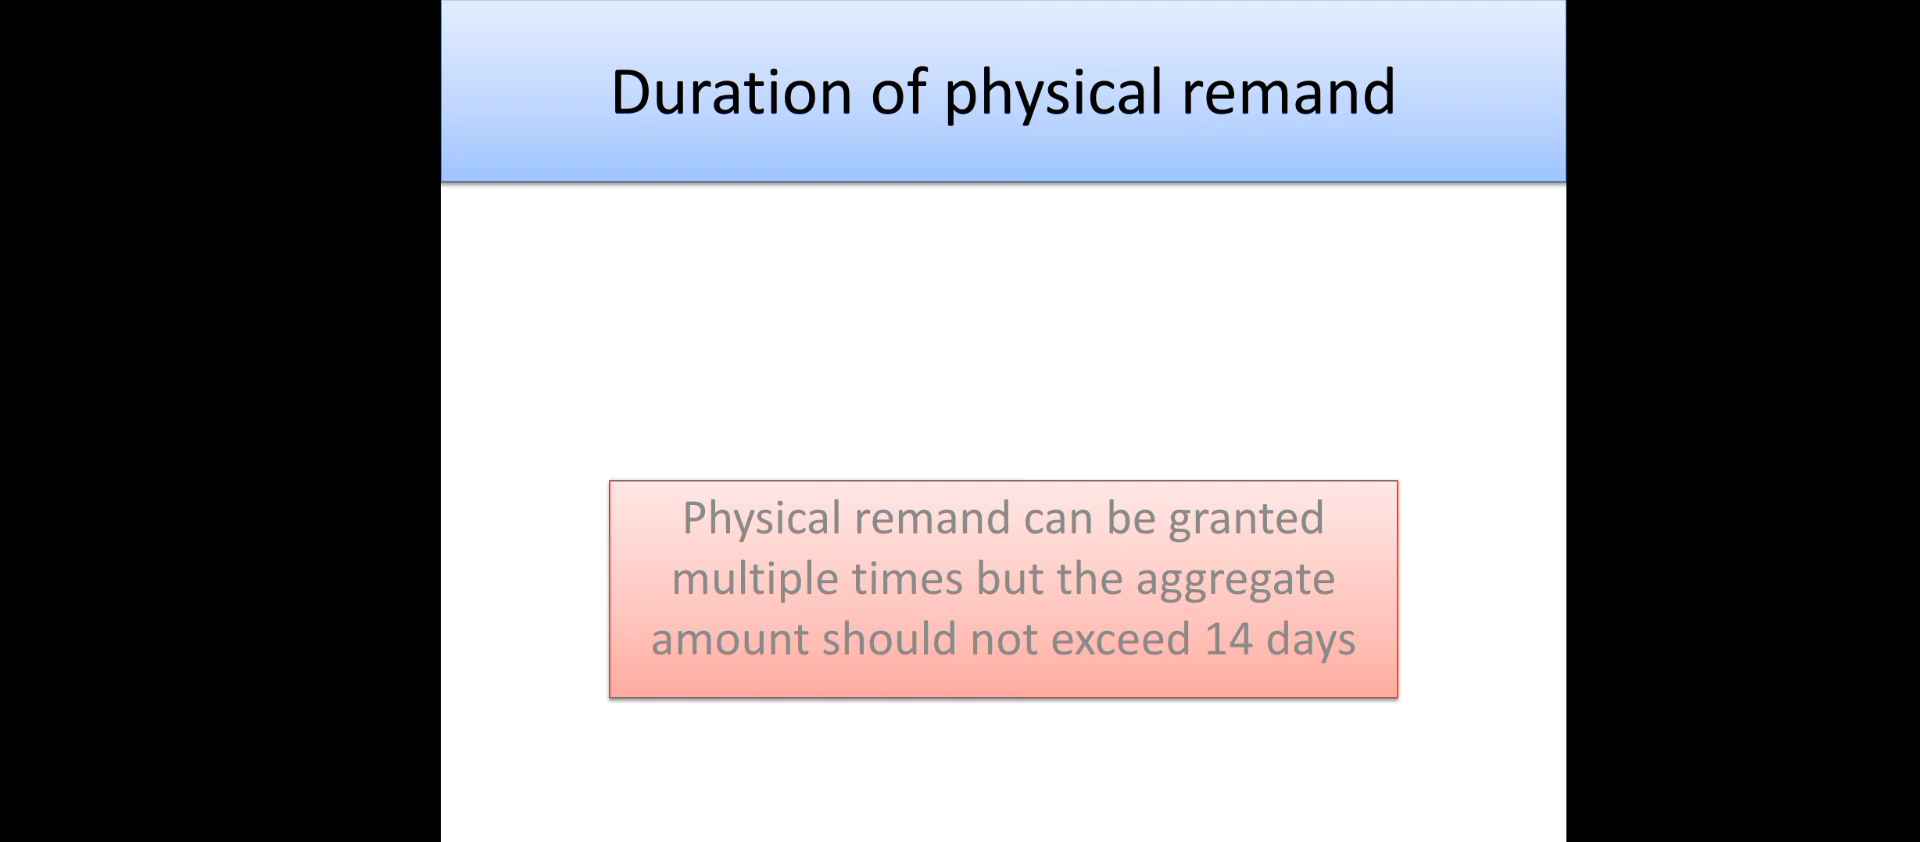 Duration of physical remand
Physical remand can be granted
multiple times but the aggregate
amount should not exceed 14 days